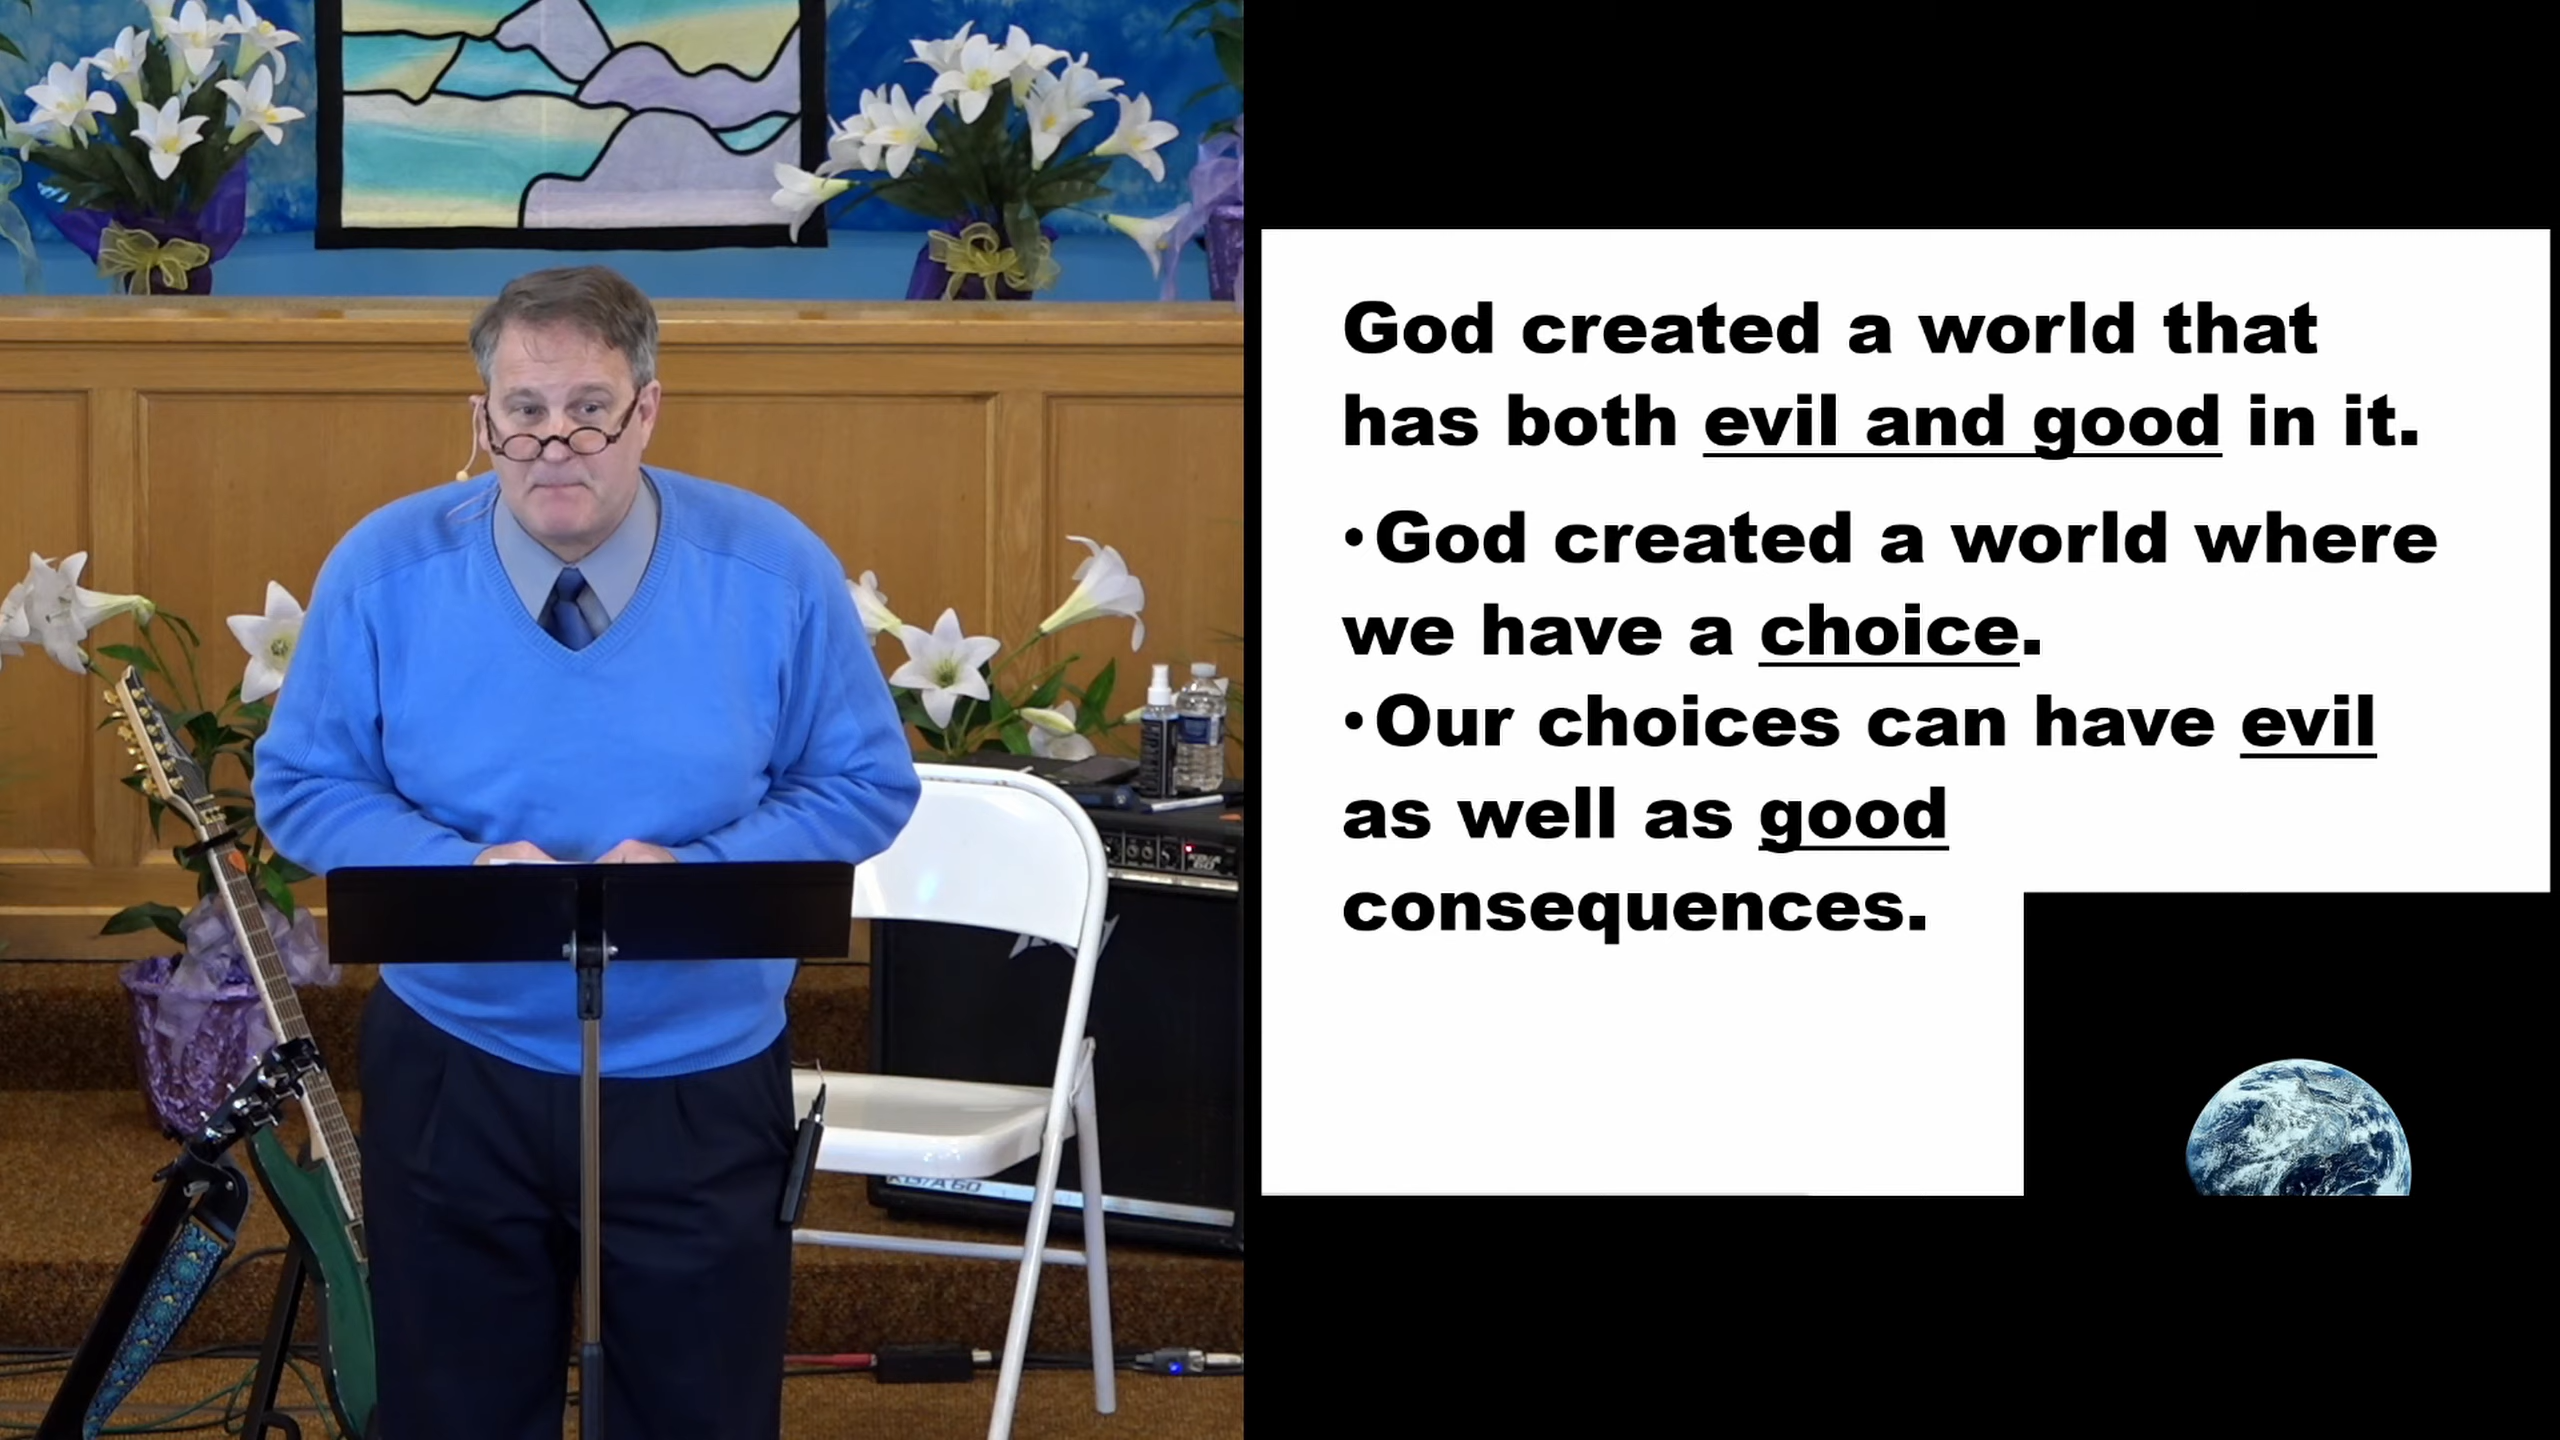 God created a world that
has both evil and good in it.
•God created a world where
we have a choice.
•Our choices can have evil
as well as good
consequences.